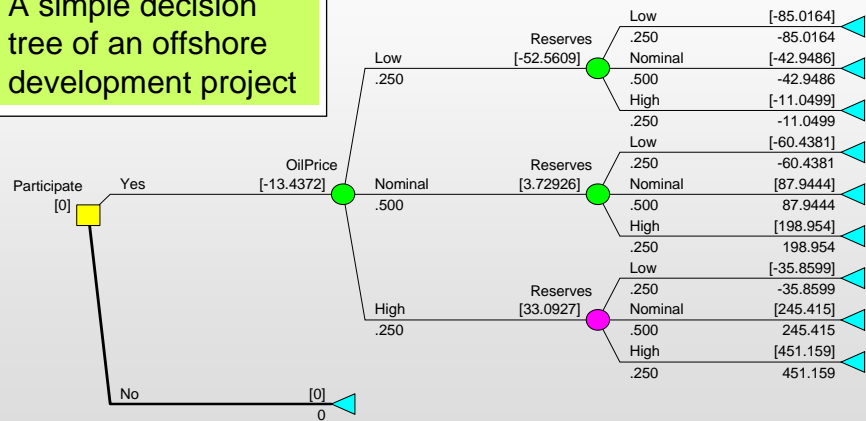 A simple decision
tree of an offshore
development project
Participate
[0]
Yes
OilPrice
[-13.4372]
Low
.250
Reserves
[-52.5609]
Low
[-85.0164]
.250
-85.0164
Nominal
[-42.9486]
.500
-42.9486
High
[-11.0499]
.250
-11.0499
Nominal
.500
Reserves
[3.72926]
Low
[-60.4381]
.250
-60.4381
Nominal
[87.9444]
.500
87.9444
High
[198.954]
.250
198.954
High
.250
Reserves
[33.0927]
Low
[-35.8599]
.250
-35.8599
Nominal
[245.415]
.500
245.415
High
[451.159]
.250
451.159
No
[0]
0